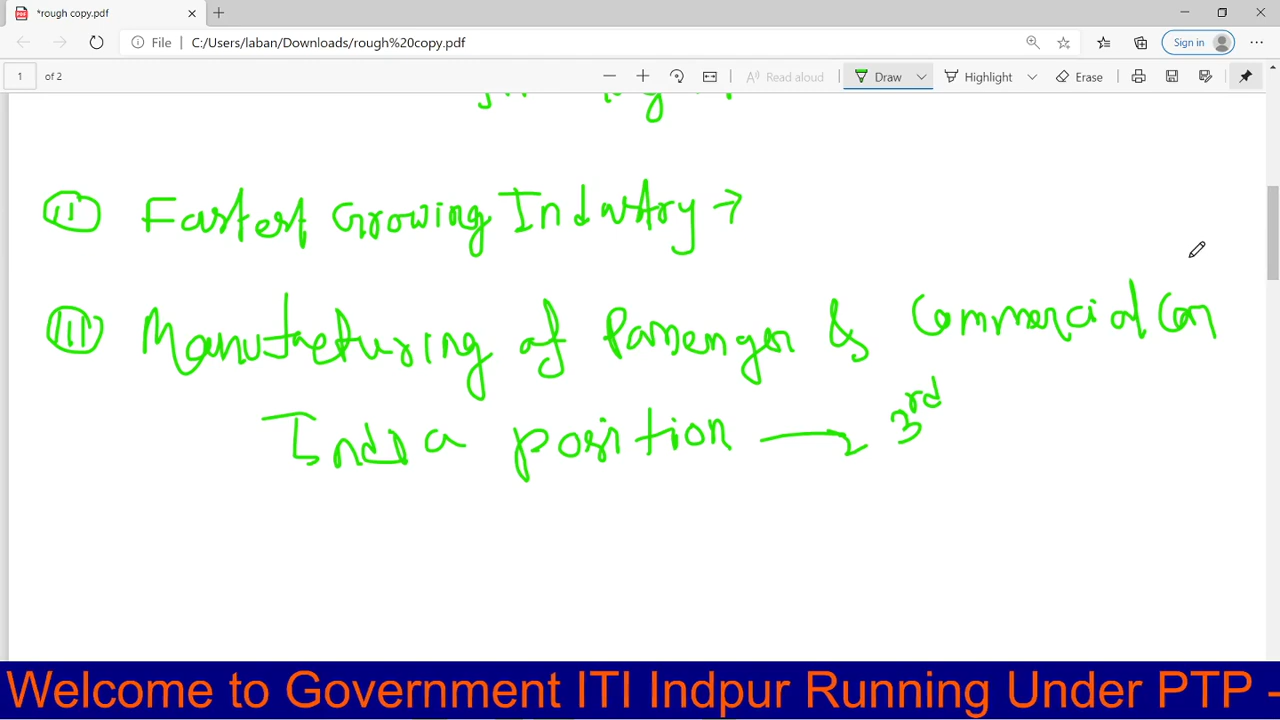 *rough copy.pdf
File C:/Users/laban/Downloads/rough%20copy.pdf Sign in
1 of 2 Read aloud Draw Highlight Erase
(II) Fastest Growing Industry →
(III) Manufacturing of Passenger & Commercial Car
India position → 3rd
Welcome to Government ITI Indpur Running Under PTP -